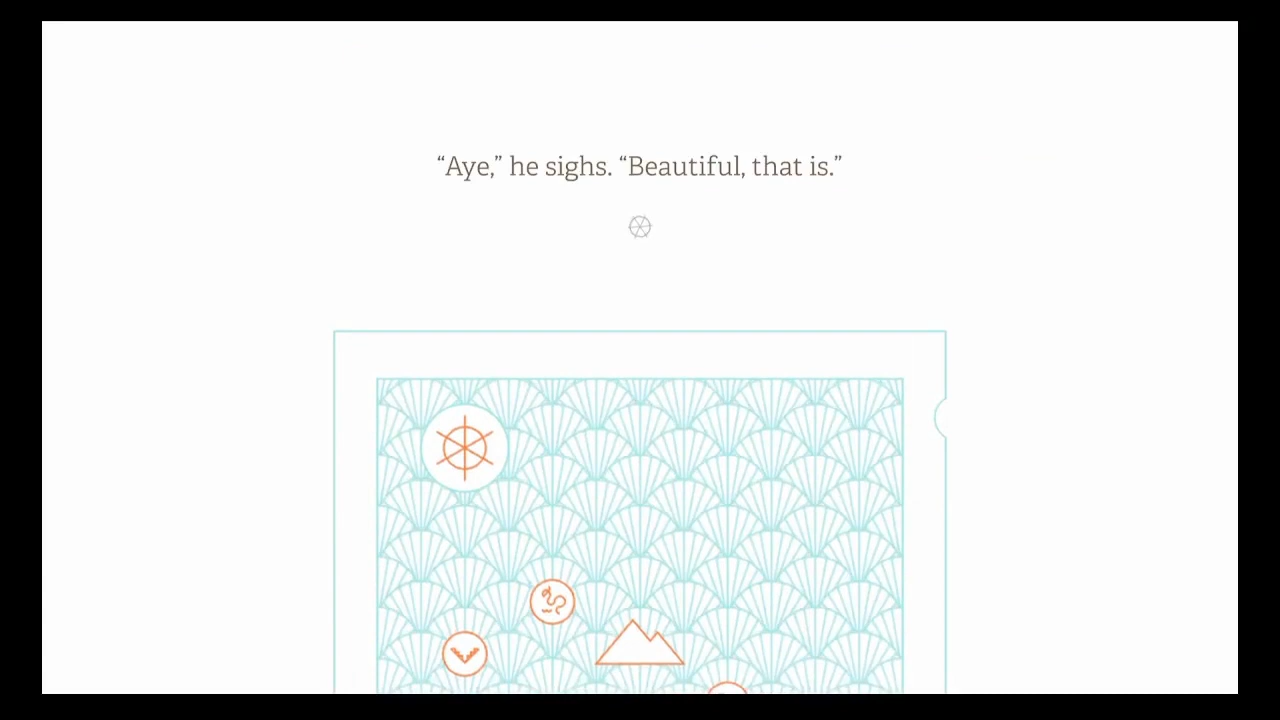 “Aye,” he sighs. “Beautiful, that is.”